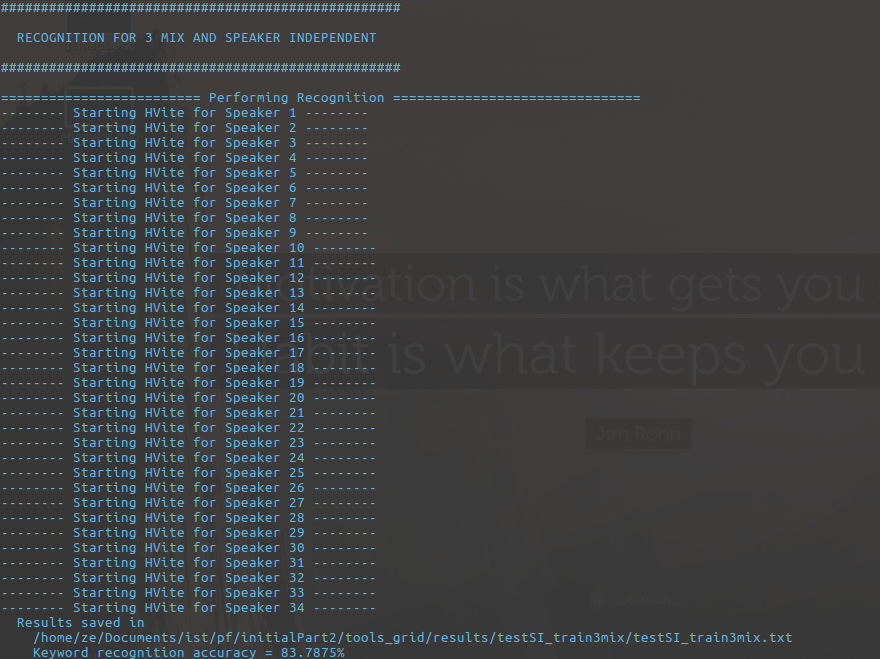 ##################################################
RECOGNITION FOR 3 MIX AND SPEAKER INDEPENDENT
##################################################
========================= Performing Recognition ===============================
-------- Starting HVite for Speaker 1 --------
-------- Starting HVite for Speaker 2 --------
-------- Starting HVite for Speaker 3 --------
-------- Starting HVite for Speaker 4 --------
-------- Starting HVite for Speaker 5 --------
-------- Starting HVite for Speaker 6 --------
-------- Starting HVite for Speaker 7 --------
-------- Starting HVite for Speaker 8 --------
-------- Starting HVite for Speaker 9 --------
-------- Starting HVite for Speaker 10 --------
-------- Starting HVite for Speaker 11 --------
-------- Starting HVite for Speaker 12 --------
-------- Starting HVite for Speaker 13 --------
-------- Starting HVite for Speaker 14 --------
-------- Starting HVite for Speaker 15 --------
-------- Starting HVite for Speaker 16 --------
-------- Starting HVite for Speaker 17 --------
-------- Starting HVite for Speaker 18 --------
-------- Starting HVite for Speaker 19 --------
-------- Starting HVite for Speaker 20 --------
-------- Starting HVite for Speaker 21 --------
-------- Starting HVite for Speaker 22 --------
-------- Starting HVite for Speaker 23 --------
-------- Starting HVite for Speaker 24 --------
-------- Starting HVite for Speaker 25 --------
-------- Starting HVite for Speaker 26 --------
-------- Starting HVite for Speaker 27 --------
-------- Starting HVite for Speaker 28 --------
-------- Starting HVite for Speaker 29 --------
-------- Starting HVite for Speaker 30 --------
-------- Starting HVite for Speaker 31 --------
-------- Starting HVite for Speaker 32 --------
-------- Starting HVite for Speaker 33 --------
-------- Starting HVite for Speaker 34 --------
Results saved in
/home/ze/Documents/ist/pf/initialPart2/tools_grid/results/testSI_train3mix/testSI_train3mix.txt
Keyword recognition accuracy = 83.7875%
is what gets you
is what keeps you
Jim Rohn